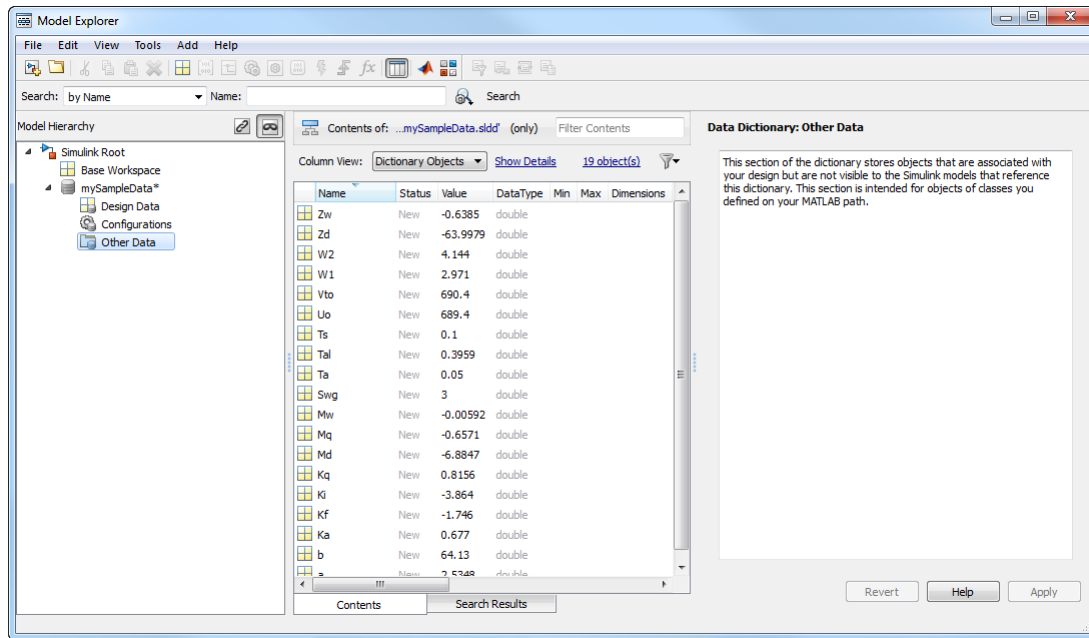 Model Explorer
File Edit View Tools Add Help
fx
Search: by Name Name: Search
Model Hierarchy
Simulink Root
Base Workspace
mySampleData*
Design Data
Configurations
Other Data
Contents of: ...mySampleData.sldd' (only) Filter Contents
Column View: Dictionary Objects Show Details 19 object(s)
Name Status Value DataType Min Max Dimensions
Zw New -0.6385 double
Zd New -63.9979 double
W2 New 4.144 double
W1 New 2.971 double
Vto New 690.4 double
Uo New 689.4 double
Ts New 0.1 double
Tal New 0.3959 double
Ta New 0.05 double
Swg New 3 double
Mw New -0.00592 double
Mq New -0.6571 double
Md New -6.8847 double
Kq New 0.8156 double
Ki New -3.864 double
Kf New -1.746 double
Ka New 0.677 double
b New 64.13 double
a New 2.5348 double
Contents Search Results
Data Dictionary: Other Data
This section of the dictionary stores objects that are associated with
your design but are not visible to the Simulink models that reference
this dictionary. This section is intended for objects of classes you
defined on your MATLAB path.
Revert Help Apply